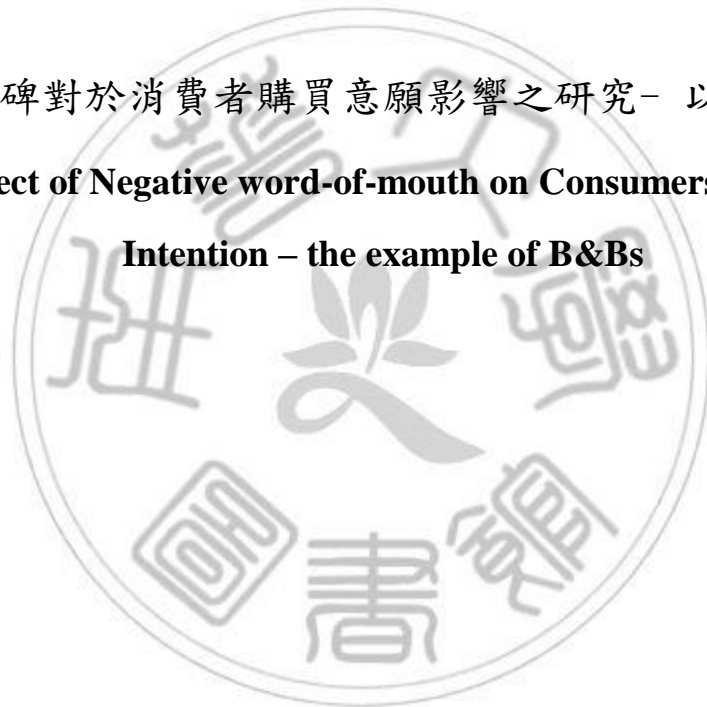 碑對於消費者購買意願影響之研究- 以
ect of Negative word-of-mouth on Consumers
Intention – the example of B&Bs
書